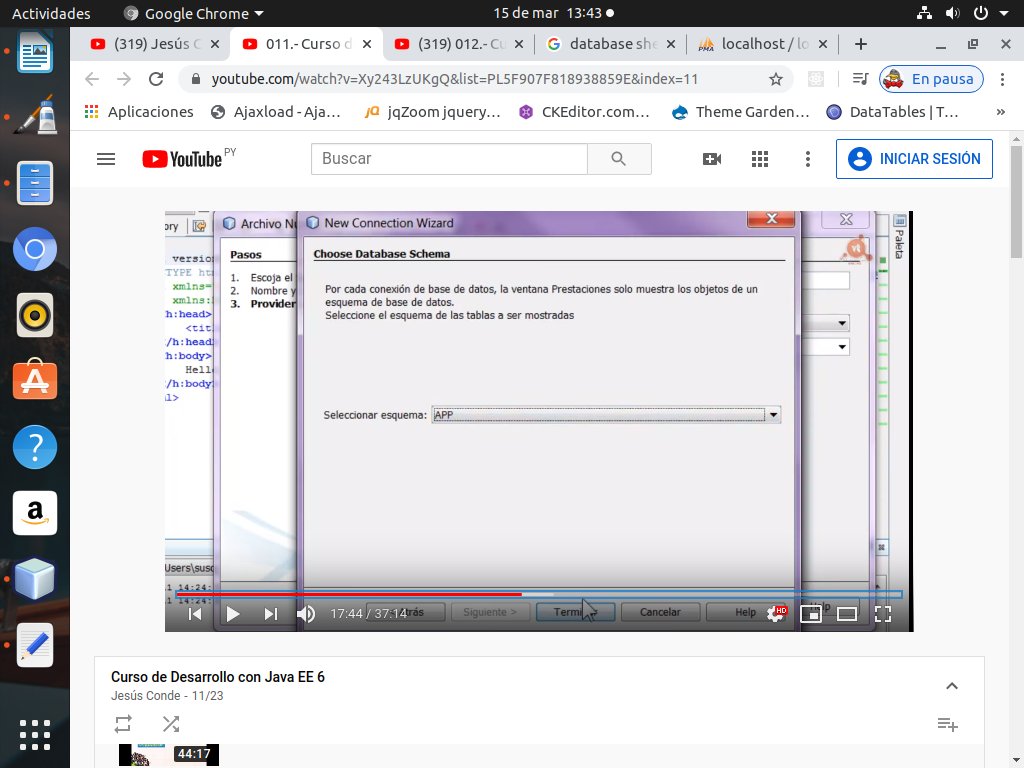 Actividades
Google Chrome
15 de mar 13:43
(319) Jesús C
011.- Curso d
(319) 012.- Cu
database she
localhost / lo
youtube.com/watch?v=Xy243LzUKgQ&list=PL5F907F818938859E&index=11
En pausa
Aplicaciones
Ajaxload - Aja...
jqZoom jquery...
CKEditor.com...
Theme Garden...
DataTables | T...
»
YouTube PY
Buscar
INICIAR SESIÓN
ory
Archivo Nu
New Connection Wizard
Paleta
Pasos
1. Escoja el
2. Nombre y
3. Provider
Choose Database Schema
Por cada conexión de base de datos, la ventana Prestaciones solo muestra los objetos de un
esquema de base de datos.
Seleccione el esquema de las tablas a ser mostradas
Seleccionar esquema: APP
version
TYPE ht
xmlns=
xmlns:
h:head>
<tit
/h:head
h:body>
Hell
/h:body
l>
Users\susc
14:24:
14:24:
17:44 / 37:14
Siguiente >
Cancelar
Help
HD
Curso de Desarrollo con Java EE 6
Jesús Conde - 11/23
44:17